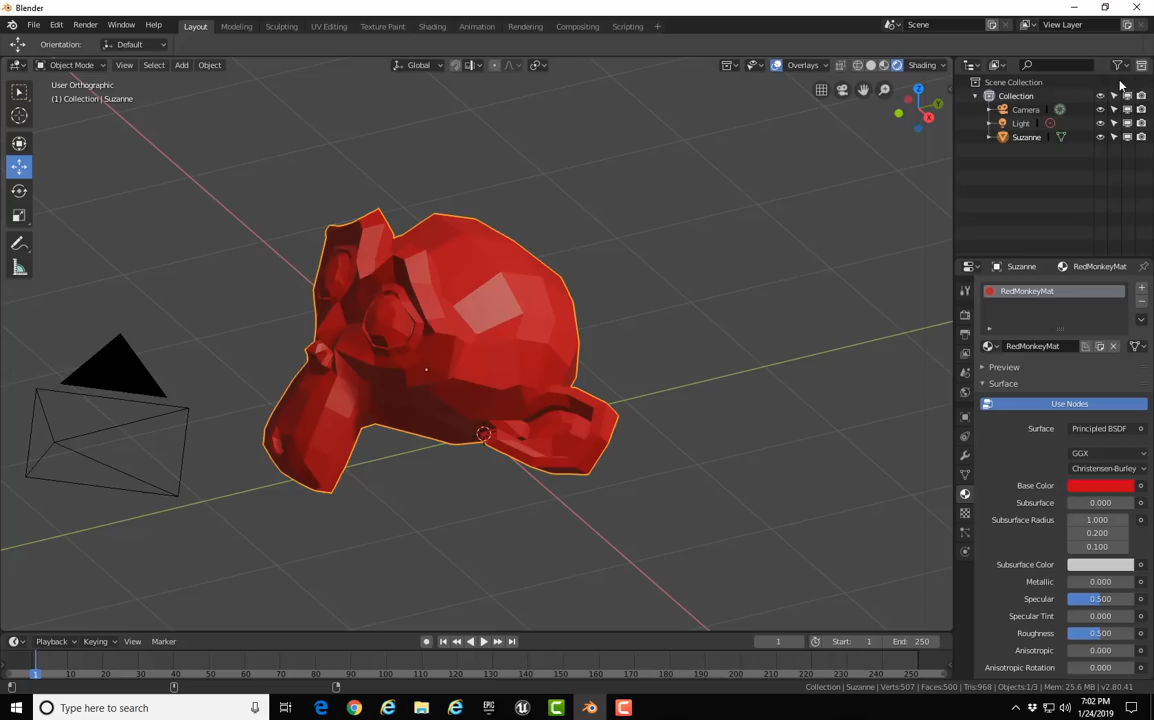 Blender
File Edit Render Window Help Layout Modeling Sculpting UV Editing Texture Paint Shading Animation Rendering Compositing Scripting + Scene View Layer
Orientation: Default
Object Mode View Select Add Object Global Overlays Shading
User Orthographic
(1) Collection | Suzanne
Z
Y
X
Scene Collection
Collection
Camera
Light
Suzanne
Suzanne RedMonkeyMat
RedMonkeyMat
RedMonkeyMat
Preview
Surface
Use Nodes
Surface Principled BSDF
GGX
Christensen-Burley
Base Color
Subsurface 0.000
Subsurface Radius 1.000
0.200
0.100
Subsurface Color
Metallic 0.000
Specular 0.500
Specular Tint 0.000
Roughness 0.500
Anisotropic 0.000
Anisotropic Rotation 0.000
Playback Keying View Marker 1 Start: 1 End: 250
1 10 20 30 40 50 60 70 80 90 100 110 120 130 140 150 160 170 180 190 200 210 220 230 240 250
Collection | Suzanne | Verts:507 | Faces:500 | Tris:968 | Objects:1/3 | Mem: 25.6 MB | v2.80.41
Type here to search
EPIC
7:02 PM
1/24/2019